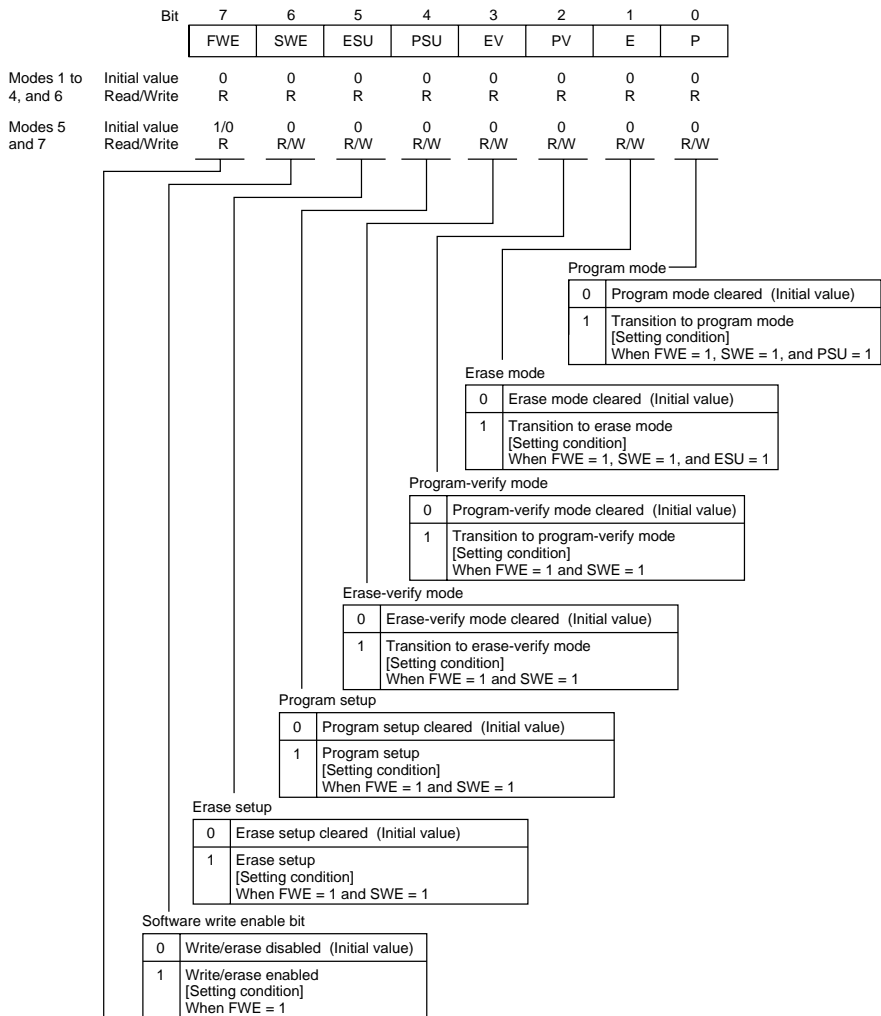 Bit 7 6 5 4 3 2 1 0
FWE SWE ESU PSU EV PV E P
Modes 1 to Initial value 0 0 0 0 0 0 0 0
4, and 6 Read/Write R R R R R R R R
Modes 5 Initial value 1/0 0 0 0 0 0 0 0
and 7 Read/Write R R/W R/W R/W R/W R/W R/W R/W
Program mode
0 Program mode cleared (Initial value)
1 Transition to program mode
[Setting condition]
When FWE = 1, SWE = 1, and PSU = 1
Erase mode
0 Erase mode cleared (Initial value)
1 Transition to erase mode
[Setting condition]
When FWE = 1, SWE = 1, and ESU = 1
Program-verify mode
0 Program-verify mode cleared (Initial value)
1 Transition to program-verify mode
[Setting condition]
When FWE = 1 and SWE = 1
Erase-verify mode
0 Erase-verify mode cleared (Initial value)
1 Transition to erase-verify mode
[Setting condition]
When FWE = 1 and SWE = 1
Program setup
0 Program setup cleared (Initial value)
1 Program setup
[Setting condition]
When FWE = 1 and SWE = 1
Erase setup
0 Erase setup cleared (Initial value)
1 Erase setup
[Setting condition]
When FWE = 1 and SWE = 1
Software write enable bit
0 Write/erase disabled (Initial value)
1 Write/erase enabled
[Setting condition]
When FWE = 1